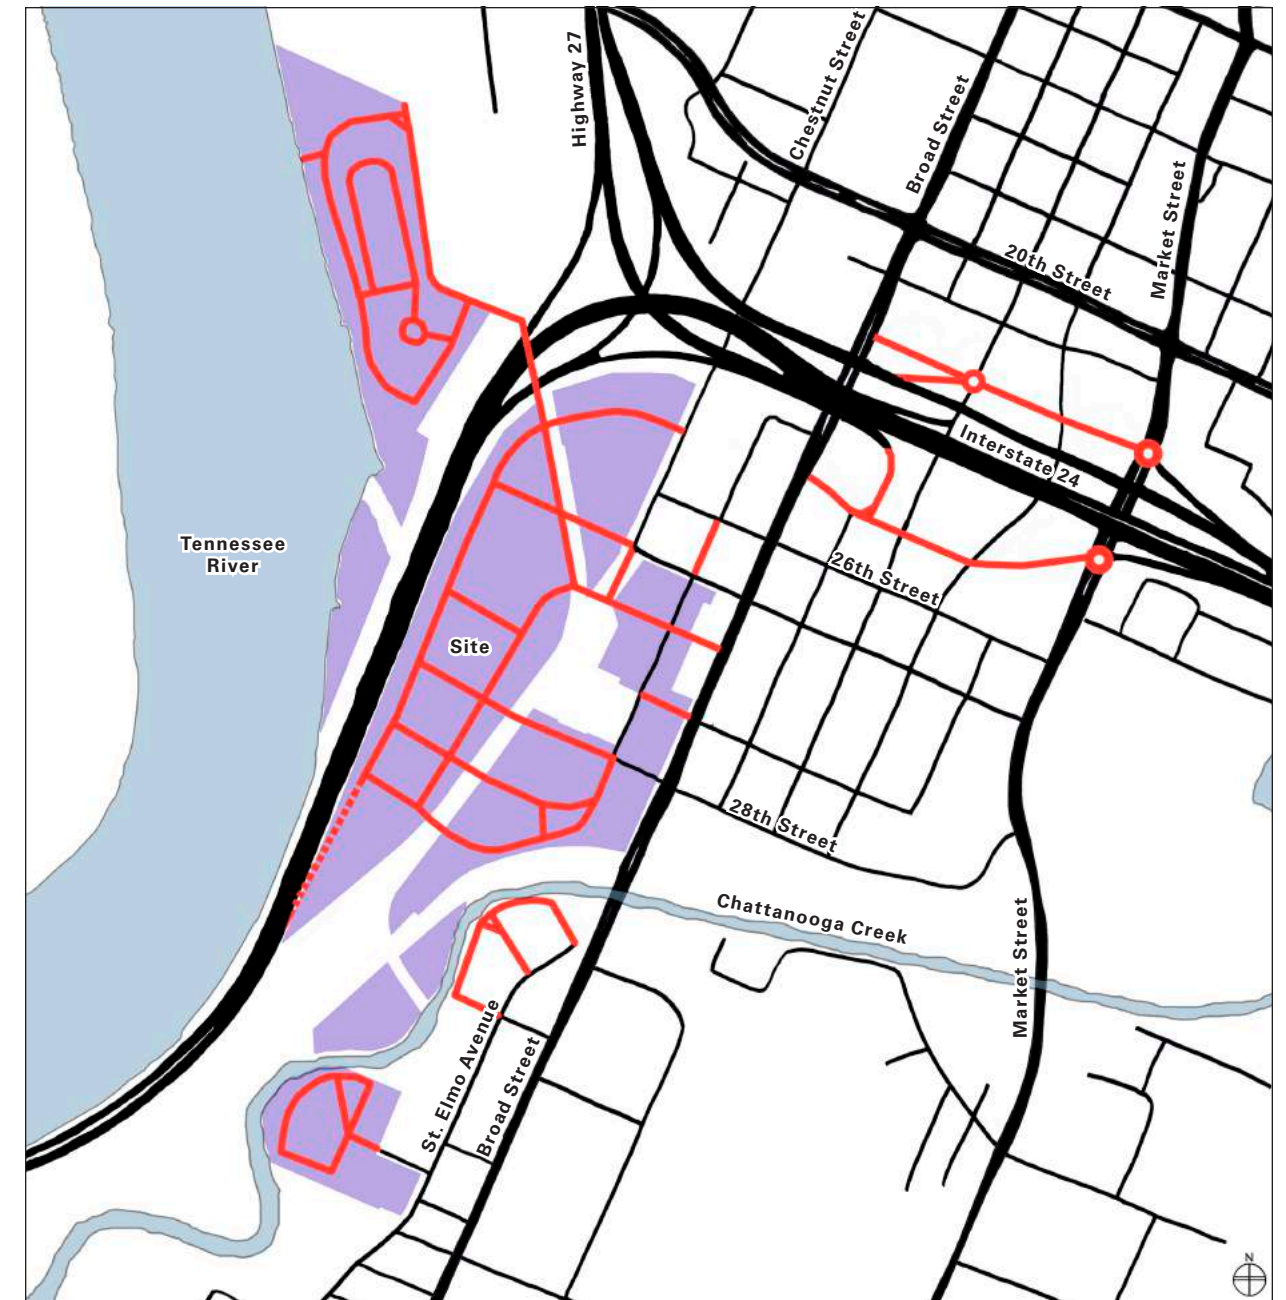 Highway 27
Chestnut Street
Broad Street
Market Street
20th Street
Interstate 24
Tennessee
River
26th Street
Site
28th Street
Chattanooga Creek
Market Street
St. Elmo Avenue
Broad Street
N